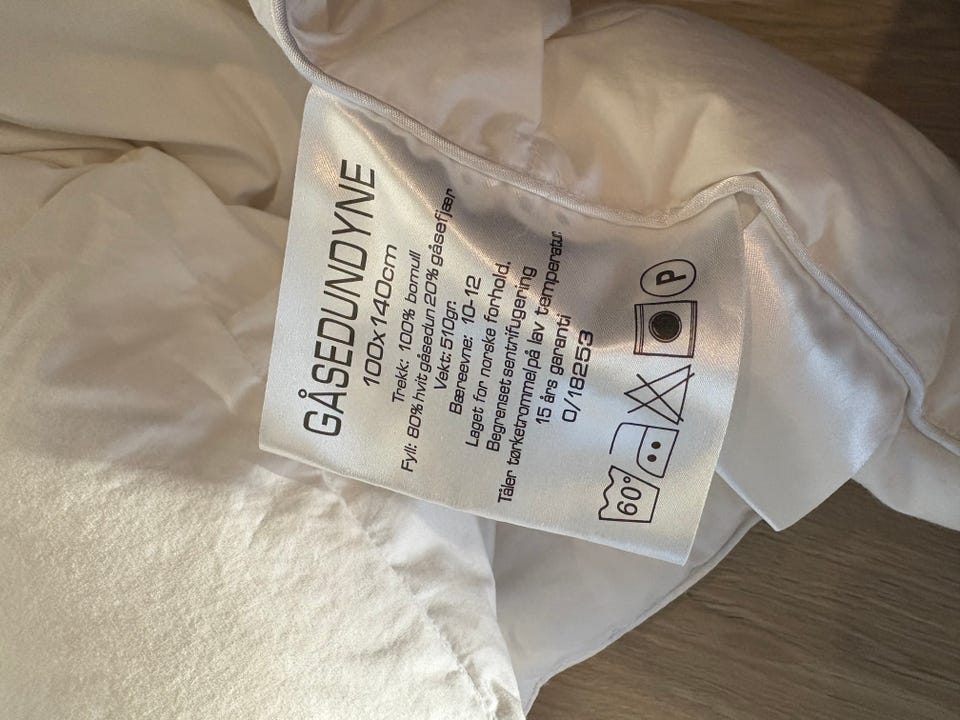 GÅSEDUNDYNE
100x140cm
Trekk: 100% bomull
Fyll: 80% hvit gåsedun 20% gåsefjær
Vekt: 510gr.
Bæreevne: 10-12
Laget for norske forhold.
Begrenset sentrifugering
Tåler tørketrommel på lav temperatur
15 års garanti
0/18253
60°
P